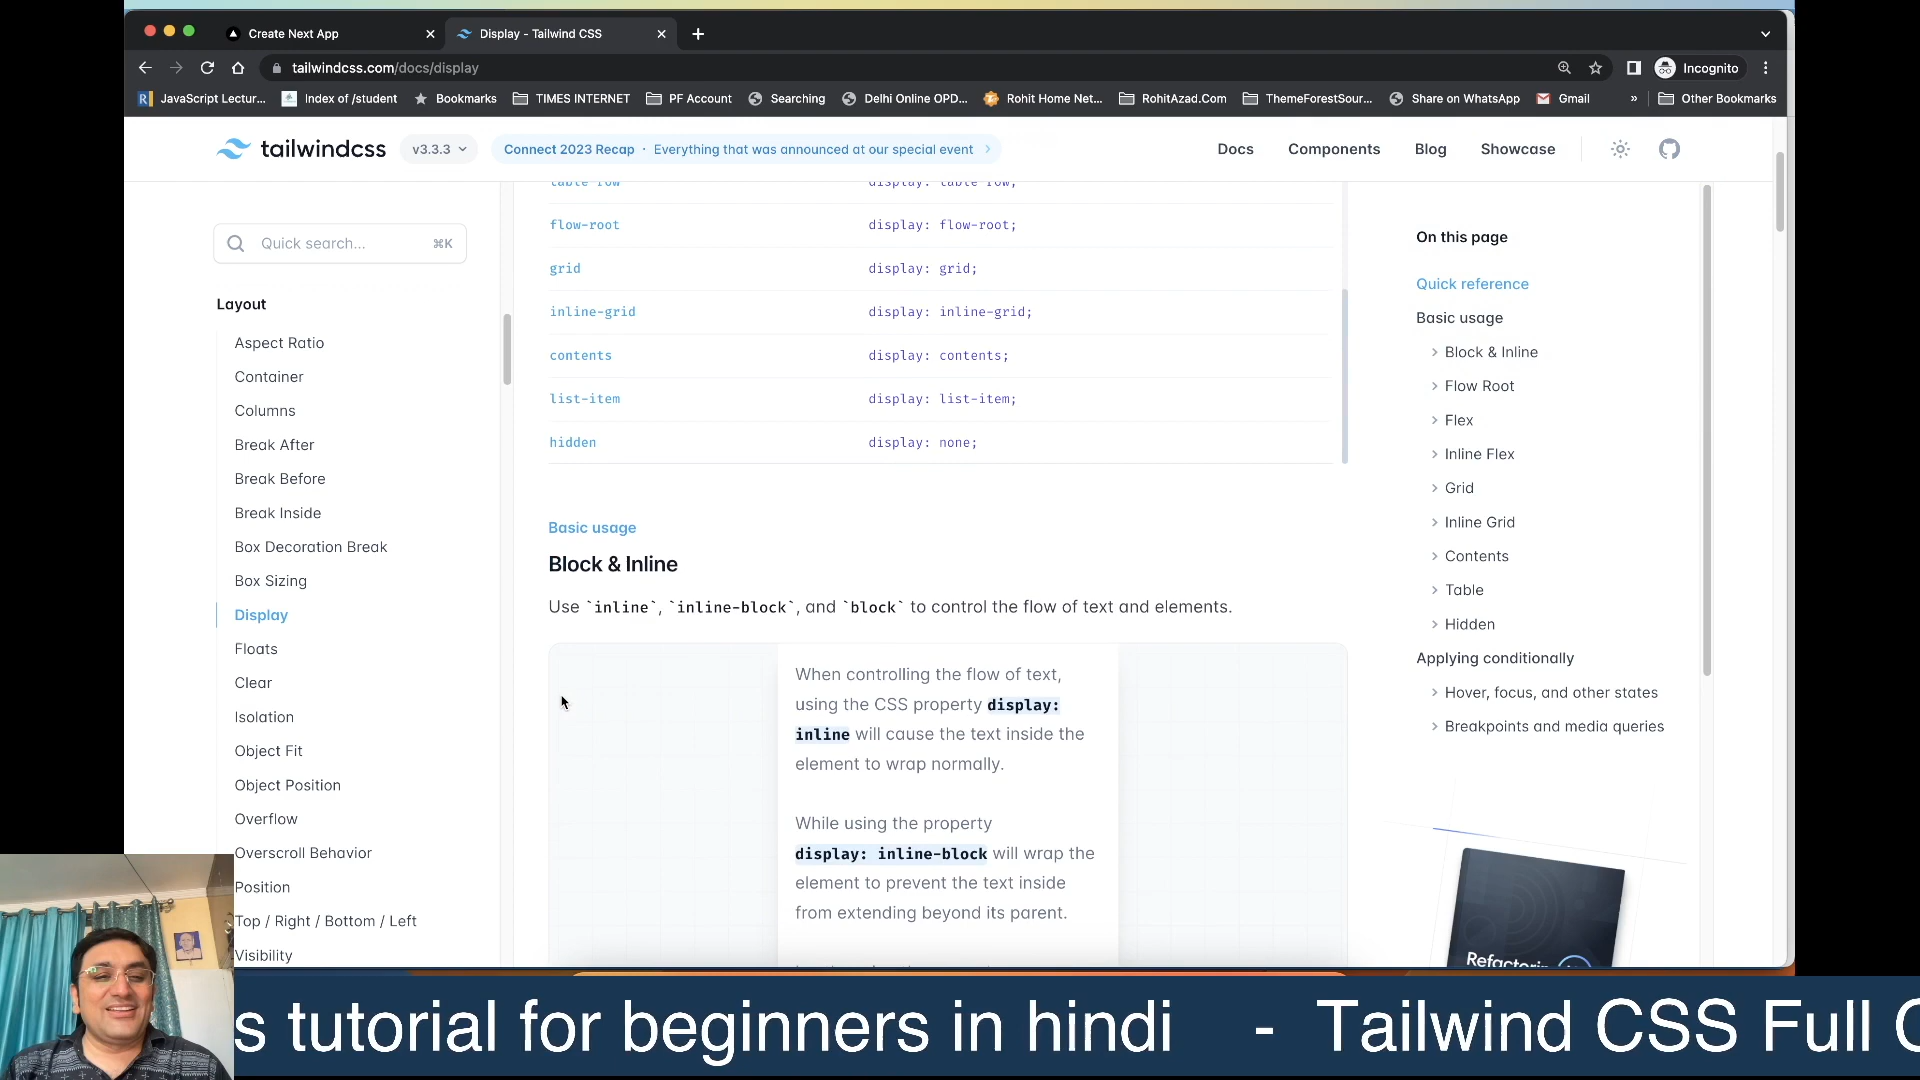 Create Next App
Display - Tailwind CSS
tailwindcss.com/docs/display
Incognito
JavaScript Lectur...
Index of /student
Bookmarks
TIMES INTERNET
PF Account
Searching
Delhi Online OPD...
Rohit Home Net...
RohitAzad.Com
ThemeForestSour...
Share on WhatsApp
Gmail
»
Other Bookmarks
tailwindcss
v3.3.3
Connect 2023 Recap · Everything that was announced at our special event
Docs
Components
Blog
Showcase
Quick search...
⌘K
Layout
Aspect Ratio
Container
Columns
Break After
Break Before
Break Inside
Box Decoration Break
Box Sizing
Display
Floats
Clear
Isolation
Object Fit
Object Position
Overflow
Overscroll Behavior
Position
Top / Right / Bottom / Left
Visibility
table-row display: table-row;
flow-root display: flow-root;
grid display: grid;
inline-grid display: inline-grid;
contents display: contents;
list-item display: list-item;
hidden display: none;
Basic usage
Block & Inline
Use `inline`, `inline-block`, and `block` to control the flow of text and elements.
When controlling the flow of text,
using the CSS property display:
inline will cause the text inside the
element to wrap normally.
While using the property
display: inline-block will wrap the
element to prevent the text inside
from extending beyond its parent.
On this page
Quick reference
Basic usage
Block & Inline
Flow Root
Flex
Inline Flex
Grid
Inline Grid
Contents
Table
Hidden
Applying conditionally
Hover, focus, and other states
Breakpoints and media queries
s tutorial for beginners in hindi - Tailwind CSS Full